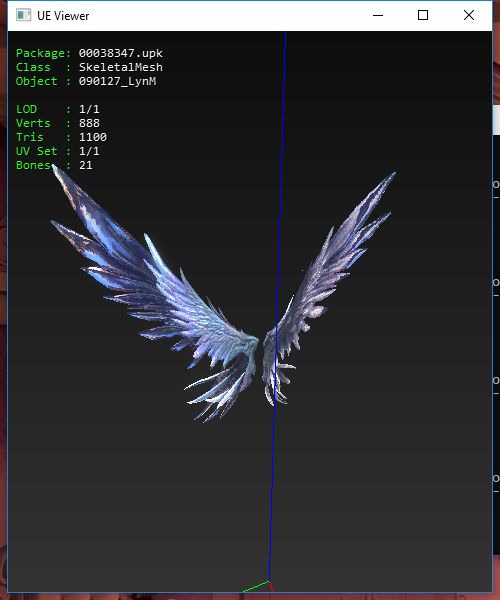 UE Viewer
Package: 00038347.upk
Class  : SkeletalMesh
Object : 090127_LynM
LOD    : 1/1
Verts  : 888
Tris   : 1100
UV Set : 1/1
Bones  : 21